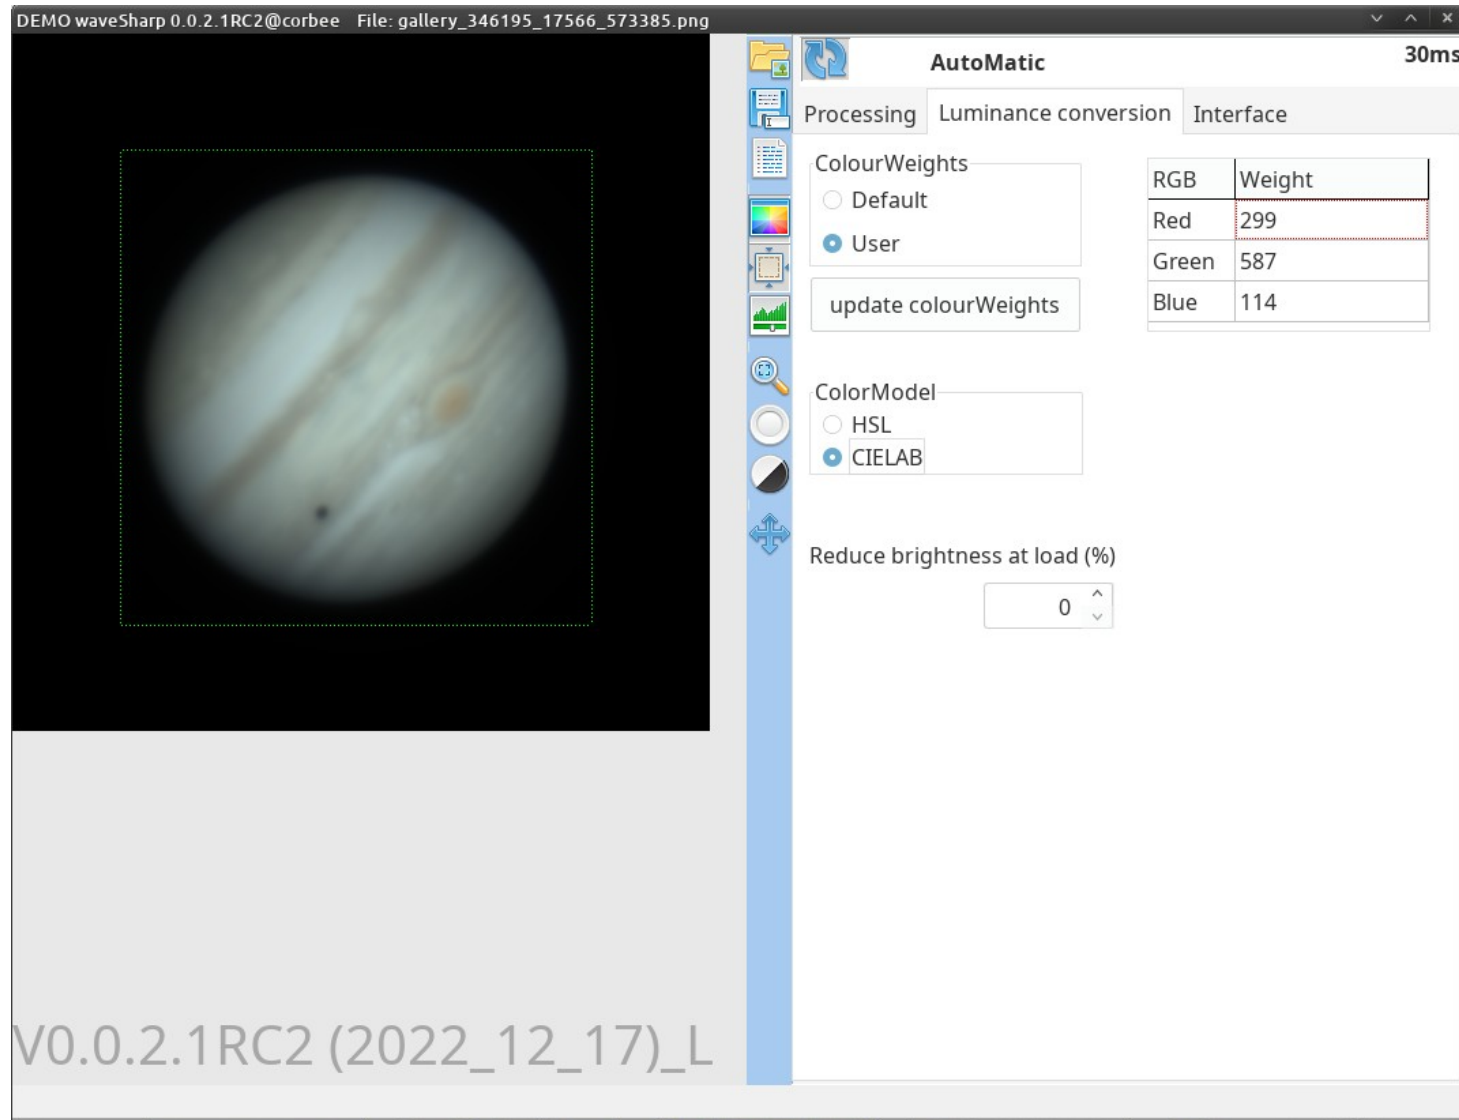 DEMO waveSharp 0.0.2.1RC2@corbee File: gallery_346195_17566_573385.png
AutoMatic
30ms
Processing
Luminance conversion
Interface
ColourWeights
Default
User
update colourWeights
RGB Weight
Red 299
Green 587
Blue 114
ColorModel
HSL
CIELAB
Reduce brightness at load (%)
0
V0.0.2.1RC2 (2022_12_17)_L